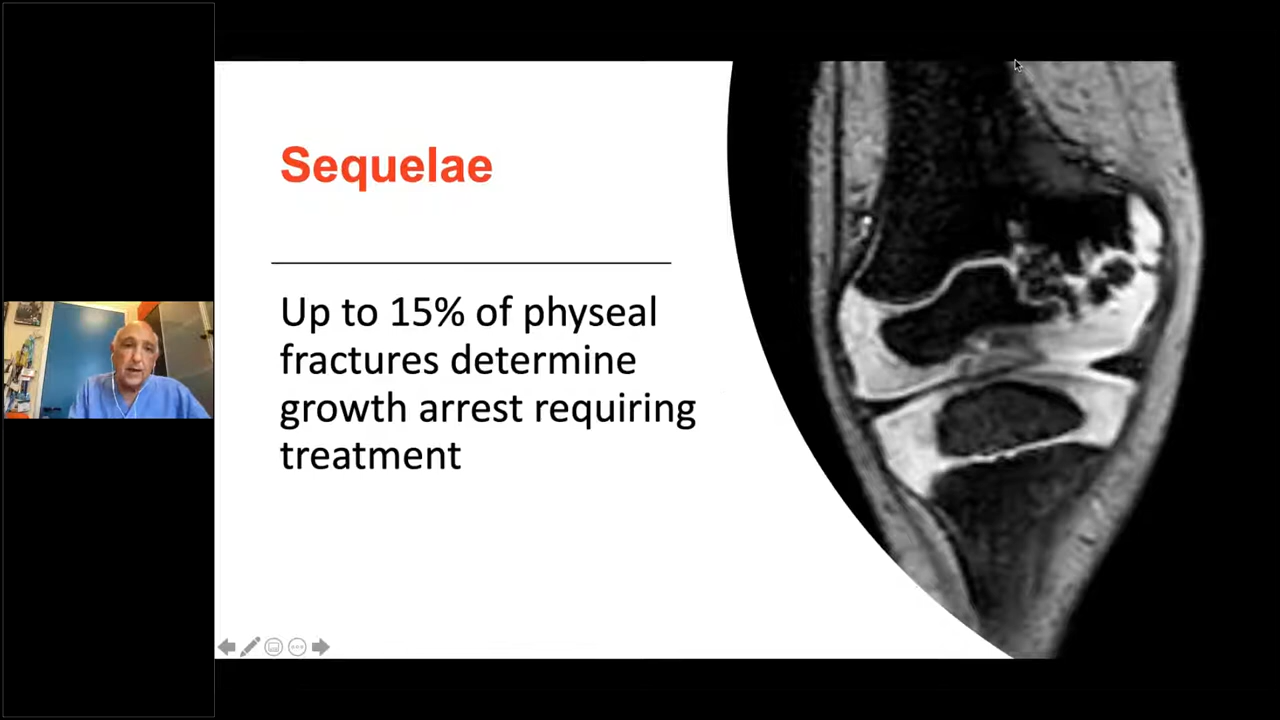 Sequelae
Up to 15% of physeal
fractures determine
growth arrest requiring
treatment